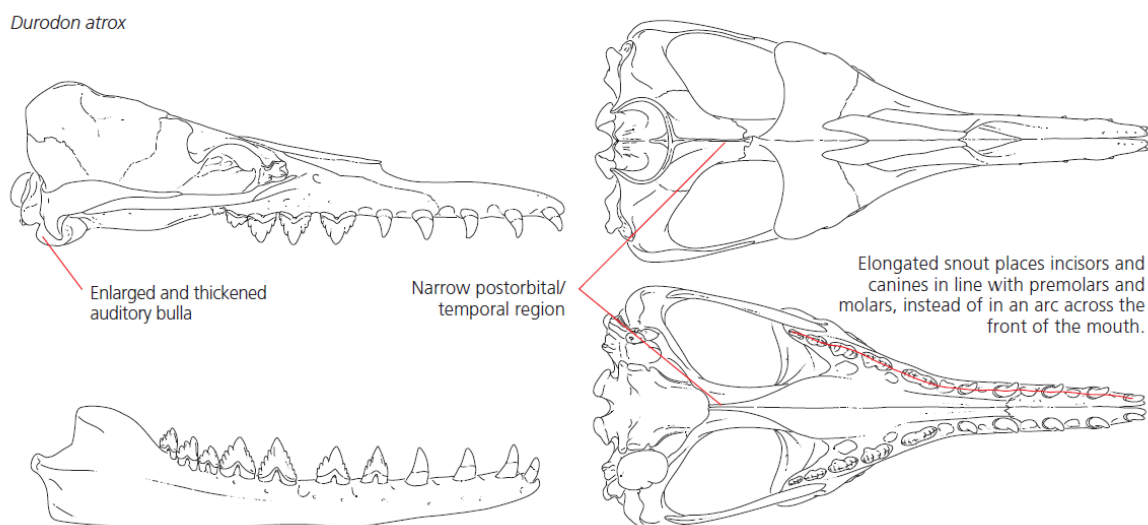 Durodon atrox
Enlarged and thickened
auditory bulla
Narrow postorbital/
temporal region
Elongated snout places incisors and
canines in line with premolars and
molars, instead of in an arc across the
front of the mouth.